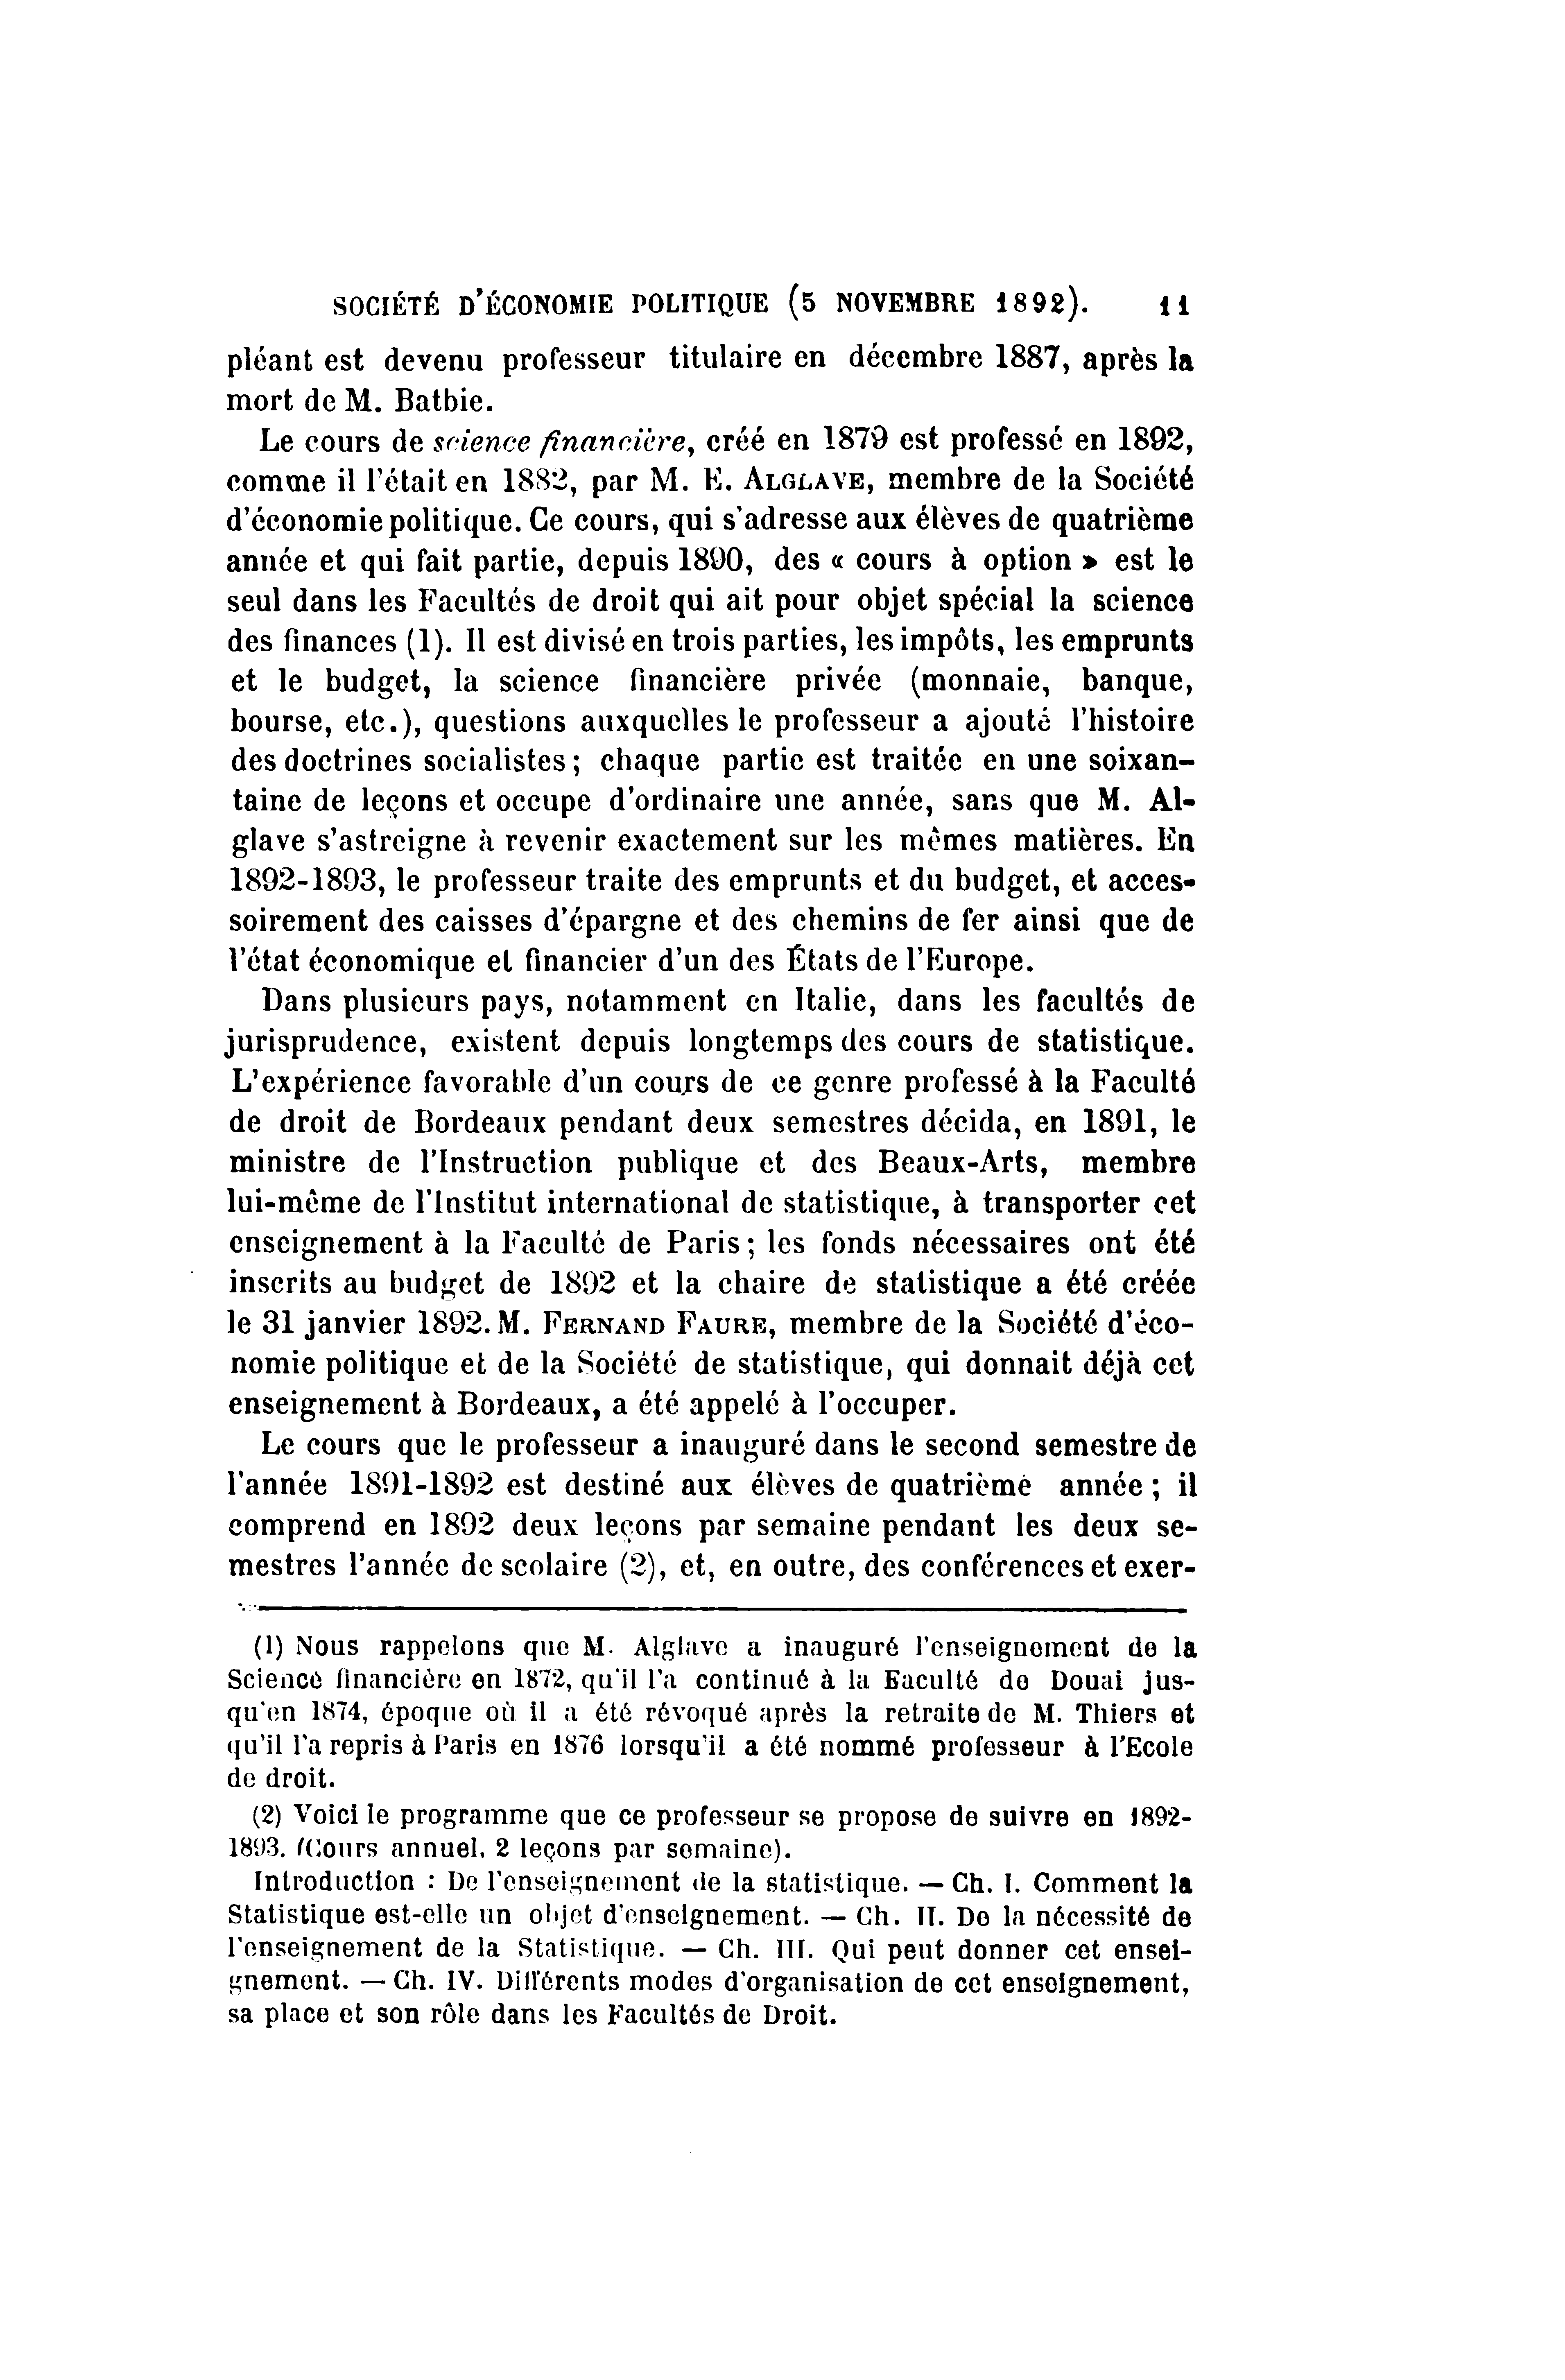 SOCIÉTÉ D'ÉCONOMIE POLITIQUE (5 NOVEMBRE 1892). 11
pléant est devenu professeur titulaire en décembre 1887, après la
mort de M. Batbie.
Le cours de science financière, créé en 1879 est professé en 1892,
comme il l'était en 1882, par M. E. ALGLAVE, membre de la Société
d'économie politique. Ce cours, qui s'adresse aux élèves de quatrième
année et qui fait partie, depuis 1890, des « cours à option » est le
seul dans les Facultés de droit qui ait pour objet spécial la science
des finances (1). Il est divisé en trois parties, les impôts, les emprunts
et le budget, la science financière privée (monnaie, banque,
bourse, etc.), questions auxquelles le professeur a ajouté l'histoire
des doctrines socialistes; chaque partie est traitée en une soixan-
taine de leçons et occupe d'ordinaire une année, sans que M. Al-
glave s'astreigne à revenir exactement sur les mêmes matières. En
1892-1893, le professeur traite des emprunts et du budget, et acces-
soirement des caisses d'épargne et des chemins de fer ainsi que de
l'état économique et financier d'un des États de l'Europe.
Dans plusieurs pays, notamment en Italie, dans les facultés de
jurisprudence, existent depuis longtemps des cours de statistique.
L'expérience favorable d'un cours de ce genre professé à la Faculté
de droit de Bordeaux pendant deux semestres décida, en 1891, le
ministre de l'Instruction publique et des Beaux-Arts, membre
lui-même de l'Institut international de statistique, à transporter cet
enseignement à la Faculté de Paris; les fonds nécessaires ont été
inscrits au budget de 1892 et la chaire de statistique a été créée
le 31 janvier 1892. M. FERNAND FAURE, membre de la Société d'éco-
nomie politique et de la Société de statistique, qui donnait déjà cet
enseignement à Bordeaux, a été appelé à l'occuper.
Le cours que le professeur a inauguré dans le second semestre de
l'année 1891-1892 est destiné aux élèves de quatrième année; il
comprend en 1892 deux leçons par semaine pendant les deux se-
mestres l'année de scolaire (2), et, en outre, des conférences et exer-
(1) Nous rappelons que M. Alglave a inauguré l'enseignement de la
Science financière en 1872, qu'il l'a continué à la Eaculté de Douai jus-
qu'en 1874, époque où il a été révoqué après la retraite de M. Thiers et
qu'il l'a repris à Paris en 1876 lorsqu'il a été nommé professeur à l'Ecole
de droit.
(2) Voici le programme que ce professeur se propose de suivre en 1892-
1893. (Cours annuel, 2 leçons par semaine).
Introduction : De l'enseignement de la statistique. — Ch. I. Comment la
Statistique est-elle un objet d'enseignement. — Ch. II. De la nécessité de
l'enseignement de la Statistique. — Ch. III. Qui peut donner cet ensei-
gnement. — Ch. IV. Différents modes d'organisation de cet enseignement,
sa place et son rôle dans les Facultés de Droit.